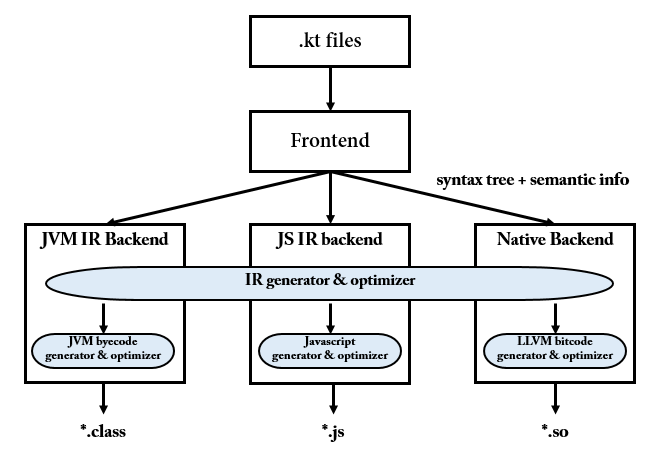 .kt files
Frontend
syntax tree + semantic info
JVM IR Backend
JS IR backend
Native Backend
IR generator & optimizer
JVM byecode
generator & optimizer
Javascript
generator & optimizer
LLVM bitcode
generator & optimizer
*.class
*.js
*.so